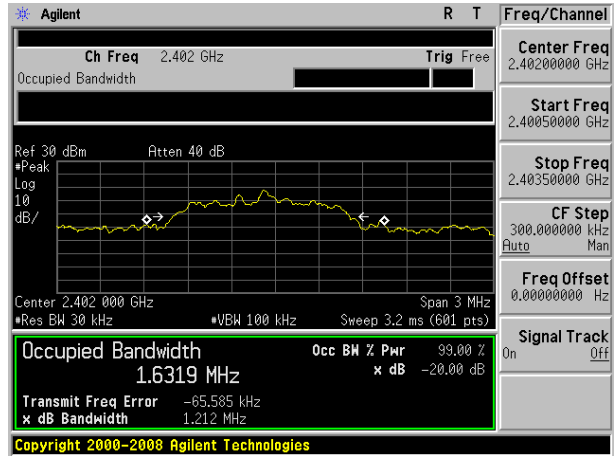 Agilent R T Freq/Channel
Ch Freq 2.402 GHz Trig Free
Occupied Bandwidth
Center Freq
2.40200000 GHz
Start Freq
2.40050000 GHz
Stop Freq
2.40350000 GHz
CF Step
300.000000 kHz
Auto Man
Freq Offset
0.00000000 Hz
Signal Track
On Off
Ref 30 dBm Atten 40 dB
#Peak
Log
10
dB/
Center 2.402 000 GHz Span 3 MHz
#Res BW 30 kHz #VBW 100 kHz Sweep 3.2 ms (601 pts)
Occupied Bandwidth Occ BW % Pwr 99.00 %
1.6319 MHz x dB -20.00 dB
Transmit Freq Error -65.585 kHz
x dB Bandwidth 1.212 MHz
Copyright 2000-2008 Agilent Technologies